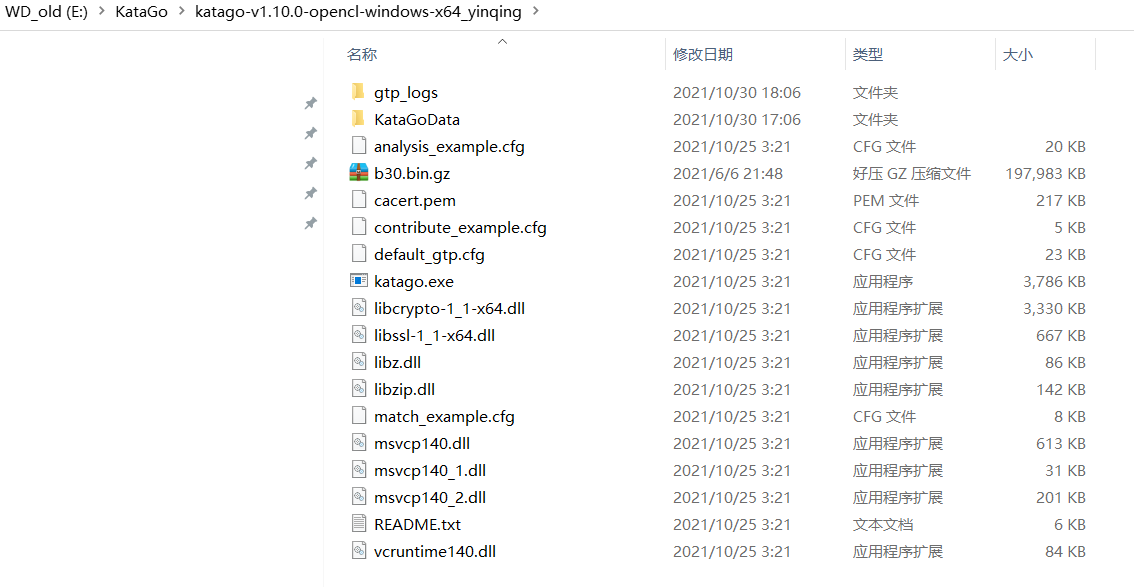 WD_old (E:) > KataGo > katago-v1.10.0-opencl-windows-x64_yinqing >
名称 修改日期 类型 大小
gtp_logs 2021/10/30 18:06 文件夹
KataGoData 2021/10/30 17:06 文件夹
analysis_example.cfg 2021/10/25 3:21 CFG 文件 20 KB
b30.bin.gz 2021/6/6 21:48 好压 GZ 压缩文件 197,983 KB
cacert.pem 2021/10/25 3:21 PEM 文件 217 KB
contribute_example.cfg 2021/10/25 3:21 CFG 文件 5 KB
default_gtp.cfg 2021/10/25 3:21 CFG 文件 23 KB
katago.exe 2021/10/25 3:21 应用程序 3,786 KB
libcrypto-1_1-x64.dll 2021/10/25 3:21 应用程序扩展 3,330 KB
libssl-1_1-x64.dll 2021/10/25 3:21 应用程序扩展 667 KB
libz.dll 2021/10/25 3:21 应用程序扩展 86 KB
libzip.dll 2021/10/25 3:21 应用程序扩展 142 KB
match_example.cfg 2021/10/25 3:21 CFG 文件 8 KB
msvcp140.dll 2021/10/25 3:21 应用程序扩展 613 KB
msvcp140_1.dll 2021/10/25 3:21 应用程序扩展 31 KB
msvcp140_2.dll 2021/10/25 3:21 应用程序扩展 201 KB
README.txt 2021/10/25 3:21 文本文档 6 KB
vcruntime140.dll 2021/10/25 3:21 应用程序扩展 84 KB